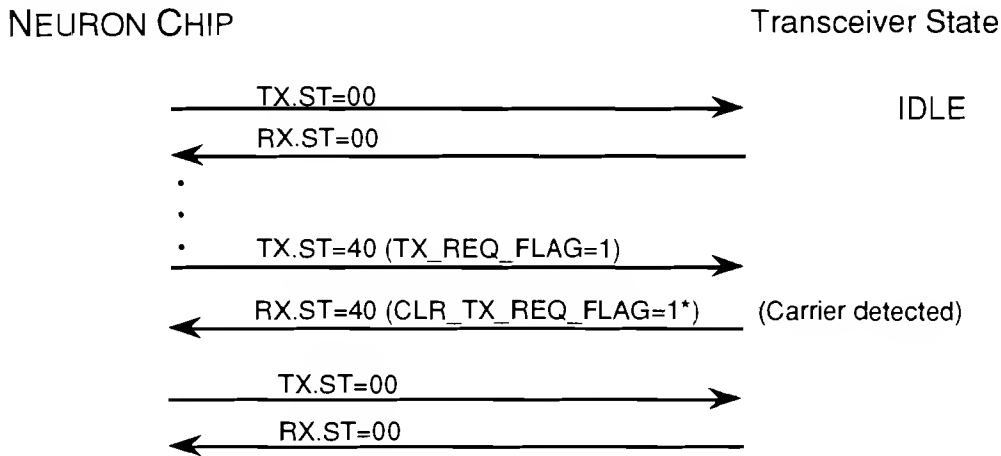 NEURON CHIP Transceiver State
TX.ST=00 IDLE
RX.ST=00
TX.ST=40 (TX_REQ_FLAG=1)
RX.ST=40 (CLR_TX_REQ_FLAG=1*) (Carrier detected)
TX.ST=00
RX.ST=00